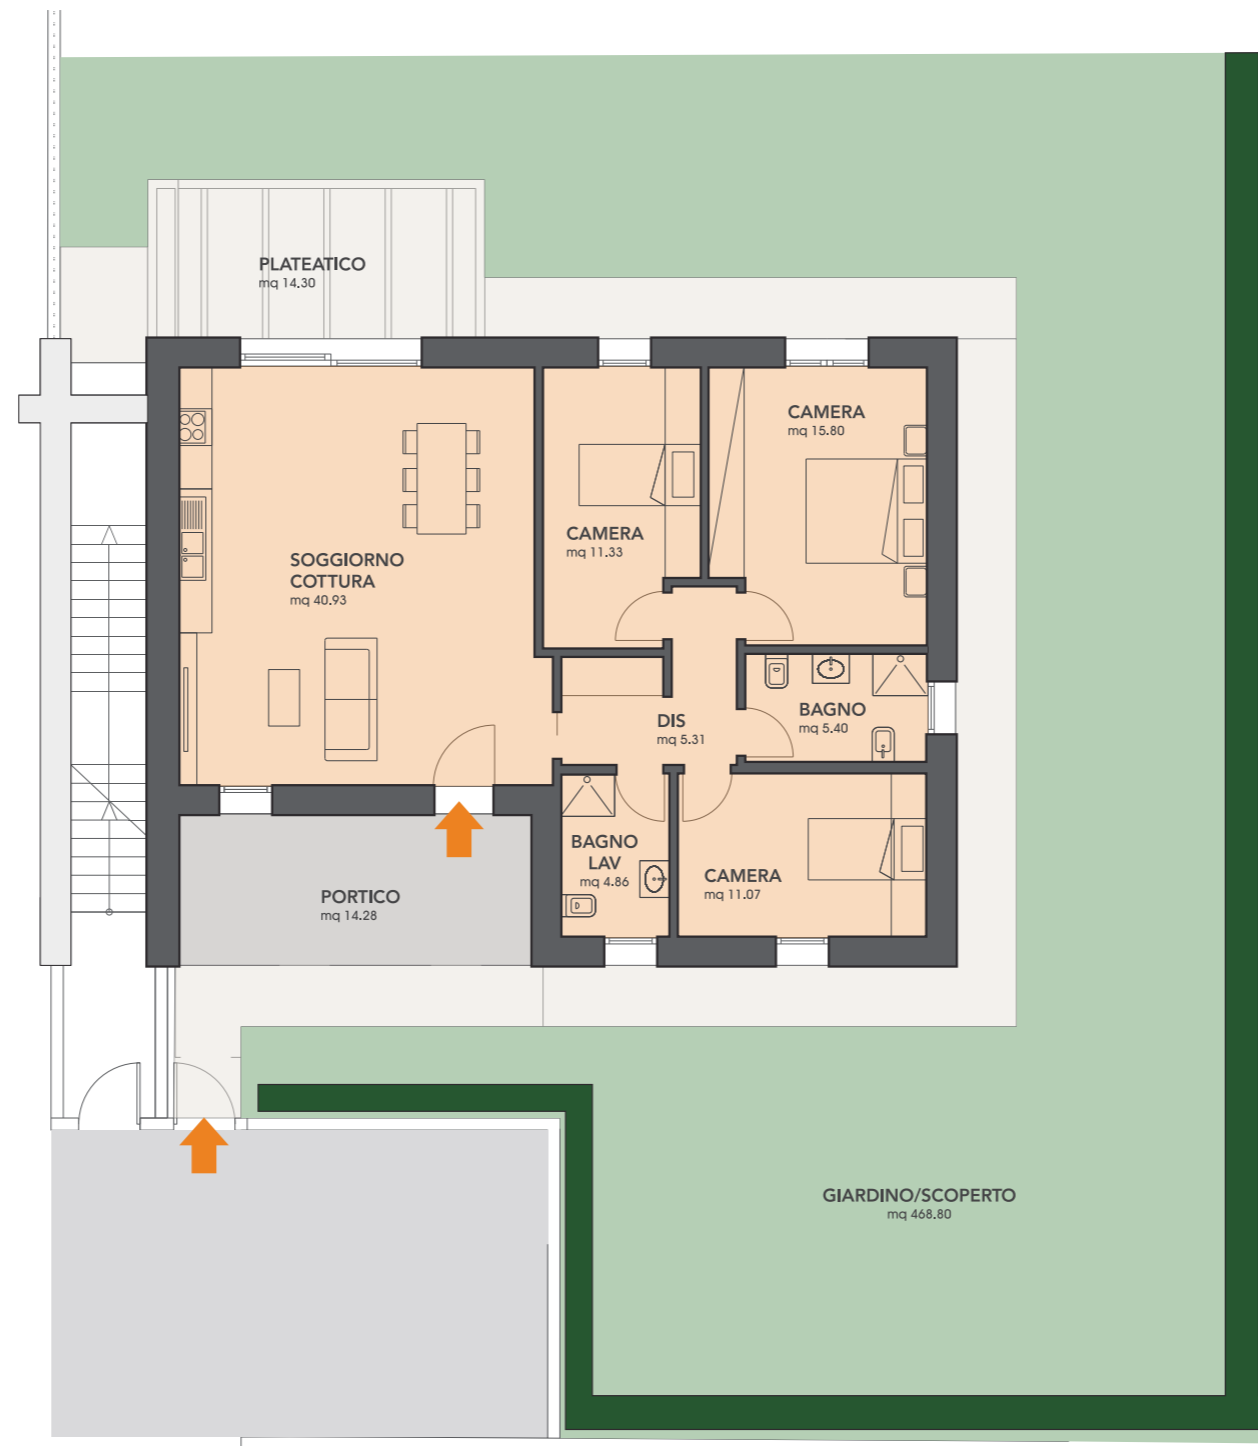 PLATEATICO
mq 14.30
CAMERA
mq 15.80
CAMERA
mq 11.33
SOGGIORNO
COTTURA
mq 40.93
DIS
mq 5.31
BAGNO
mq 5.40
BAGNO
LAV
mq 4.86
CAMERA
mq 11.07
PORTICO
mq 14.28
GIARDINO/SCOPERTO
mq 468.80